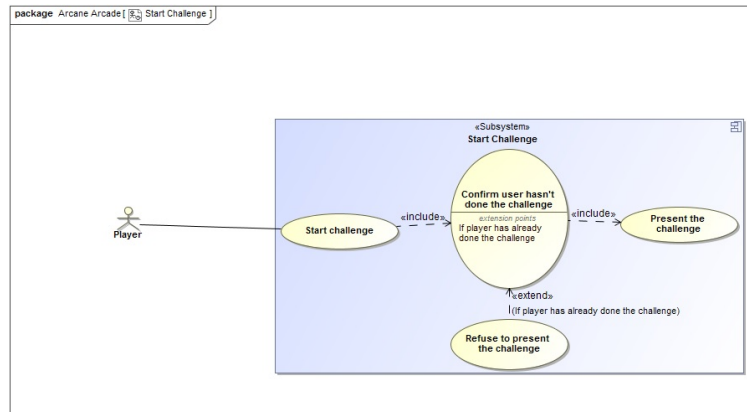 package Arcane Arcade [ Start Challenge ]
«Subsystem»
Start Challenge
Confirm user hasn't
done the challenge
extension points
If player has already
done the challenge
«include»
«include»
Start challenge
Present the
challenge
Player
«extend»
(If player has already done the challenge)
Refuse to present
the challenge